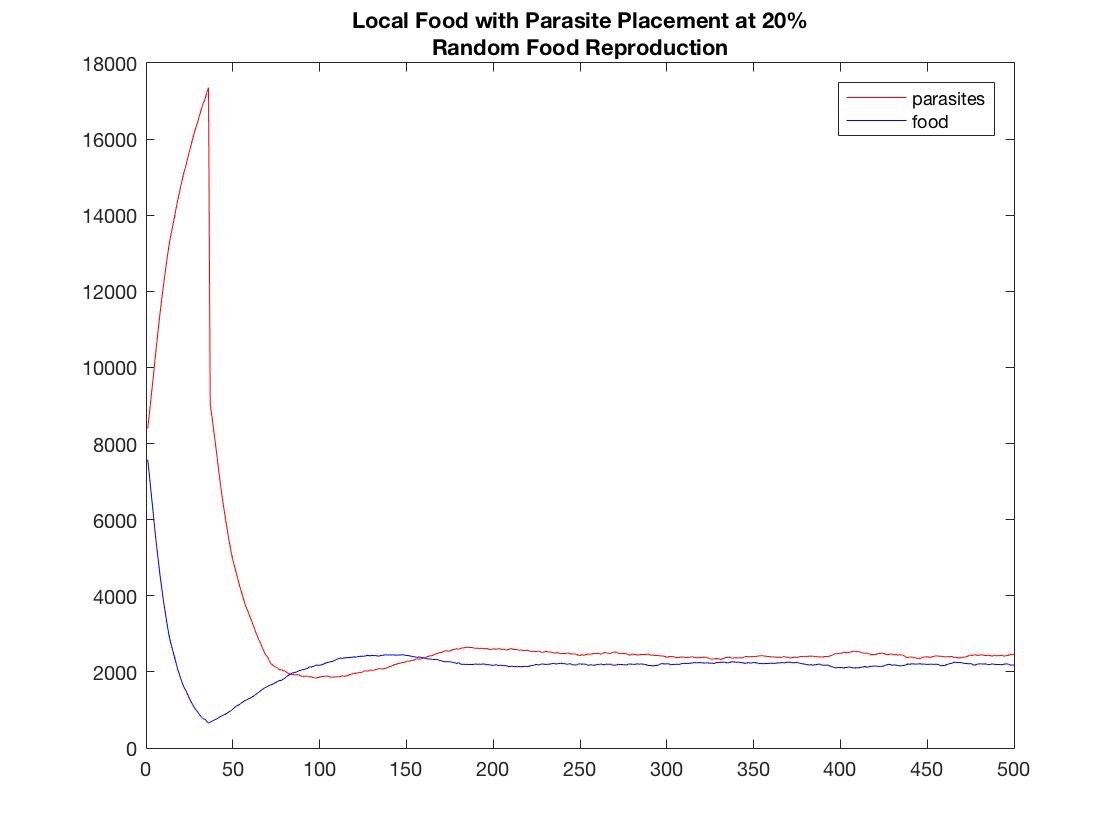 Local Food with Parasite Placement at 20%
Random Food Reproduction
18000
16000
14000
12000
10000
8000
6000
4000
2000
0
parasites
food
0 50 100 150 200 250 300 350 400 450 500